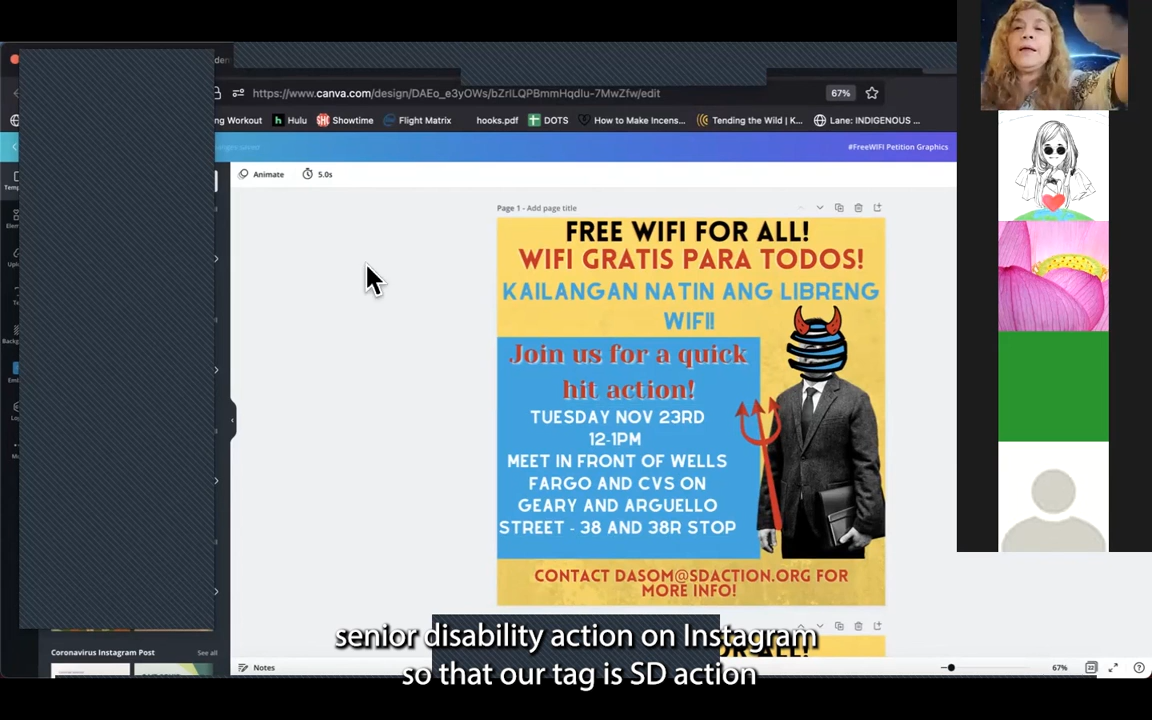 https://www.canva.com/design/DAEo_e3yOWs/bZrlLQPBmmHqdlu-7MwZfw/edit
67%
ng Workout
Hulu
Showtime
Flight Matrix
hooks.pdf
DOTS
How to Make Incens...
Tending the Wild | K...
Lane: INDIGENOUS ...
#FreeWIFI Petition Graphics
Animate
5.0s
Page 1 - Add page title
FREE WIFI FOR ALL!
WIFI GRATIS PARA TODOS!
KAILANGAN NATIN ANG LIBRENG
WIFI!
Join us for a quick
hit action!
TUESDAY NOV 23RD
12-1PM
MEET IN FRONT OF WELLS
FARGO AND CVS ON
GEARY AND ARGUELLO
STREET - 38 AND 38R STOP
CONTACT DASOM@SDACTION.ORG FOR
MORE INFO!
senior disability action on Instagram
so that our tag is SD action
Coronavirus Instagram Post
See all
Notes
67%